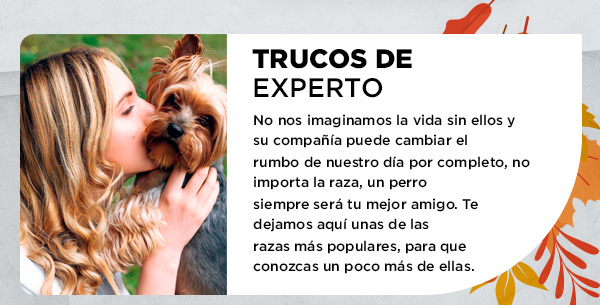 TRUCOS DE
EXPERTO
No nos imaginamos la vida sin ellos y
su compañía puede cambiar el
rumbo de nuestro día por completo, no
importa la raza, un perro
siempre será tu mejor amigo. Te
dejamos aquí unas de las
razas más populares, para que
conozcas un poco más de ellas.